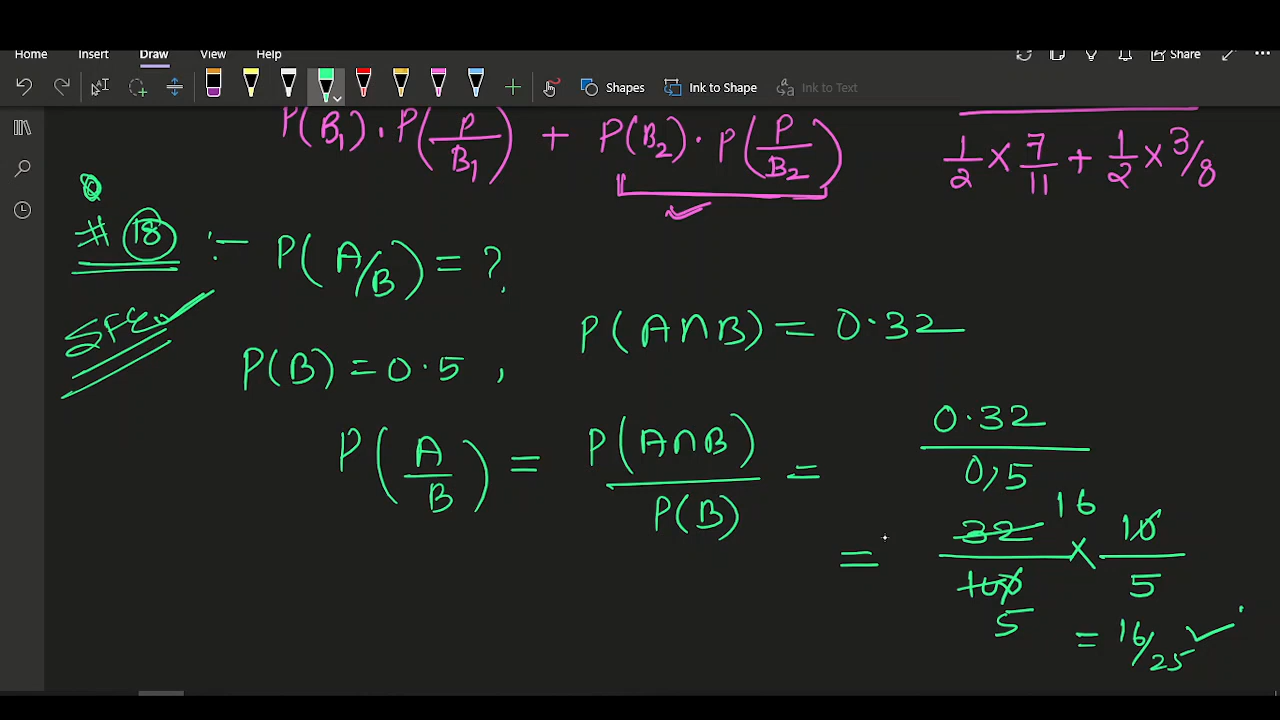 Home Insert Draw View Help Share
Shapes Ink to Shape Ink to Text
P(B₁) . P(P/B₁) + P(B₂) . P(P/B₂)
1/2 × 7/11 + 1/2 × 3/8
# 18 :- P(A/B) = ?
P(B) = 0.5 , P(A∩B) = 0.32
P(A/B) = P(A∩B)/P(B) = 0.32/0,5
= 32/100 × 10/5
16
5
= 16/25